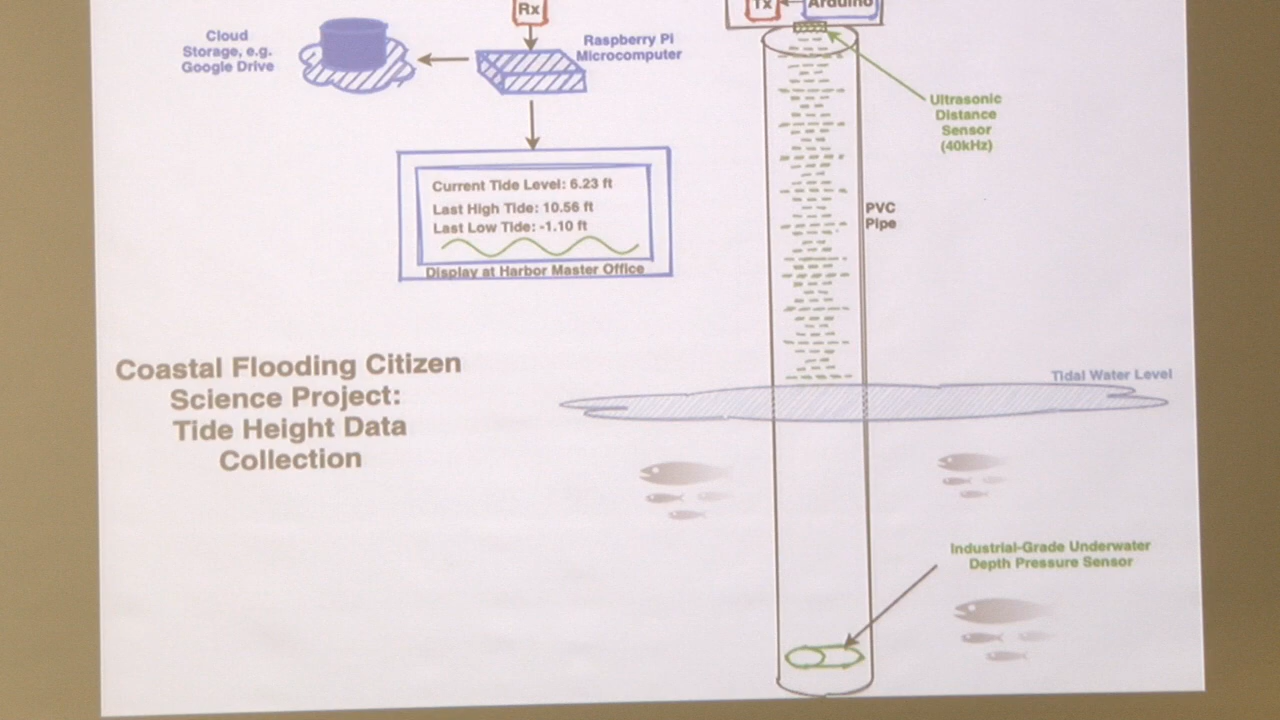 Rx
Tx
Arduino
Cloud
Storage, e.g.
Google Drive
Raspberry Pi
Microcomputer
Ultrasonic
Distance
Sensor
(40kHz)
Current Tide Level: 6.23 ft
Last High Tide: 10.56 ft
Last Low Tide: -1.10 ft
Display at Harbor Master Office
PVC
Pipe
Coastal Flooding Citizen
Science Project:
Tide Height Data
Collection
Tidal Water Level
Industrial-Grade Underwater
Depth Pressure Sensor